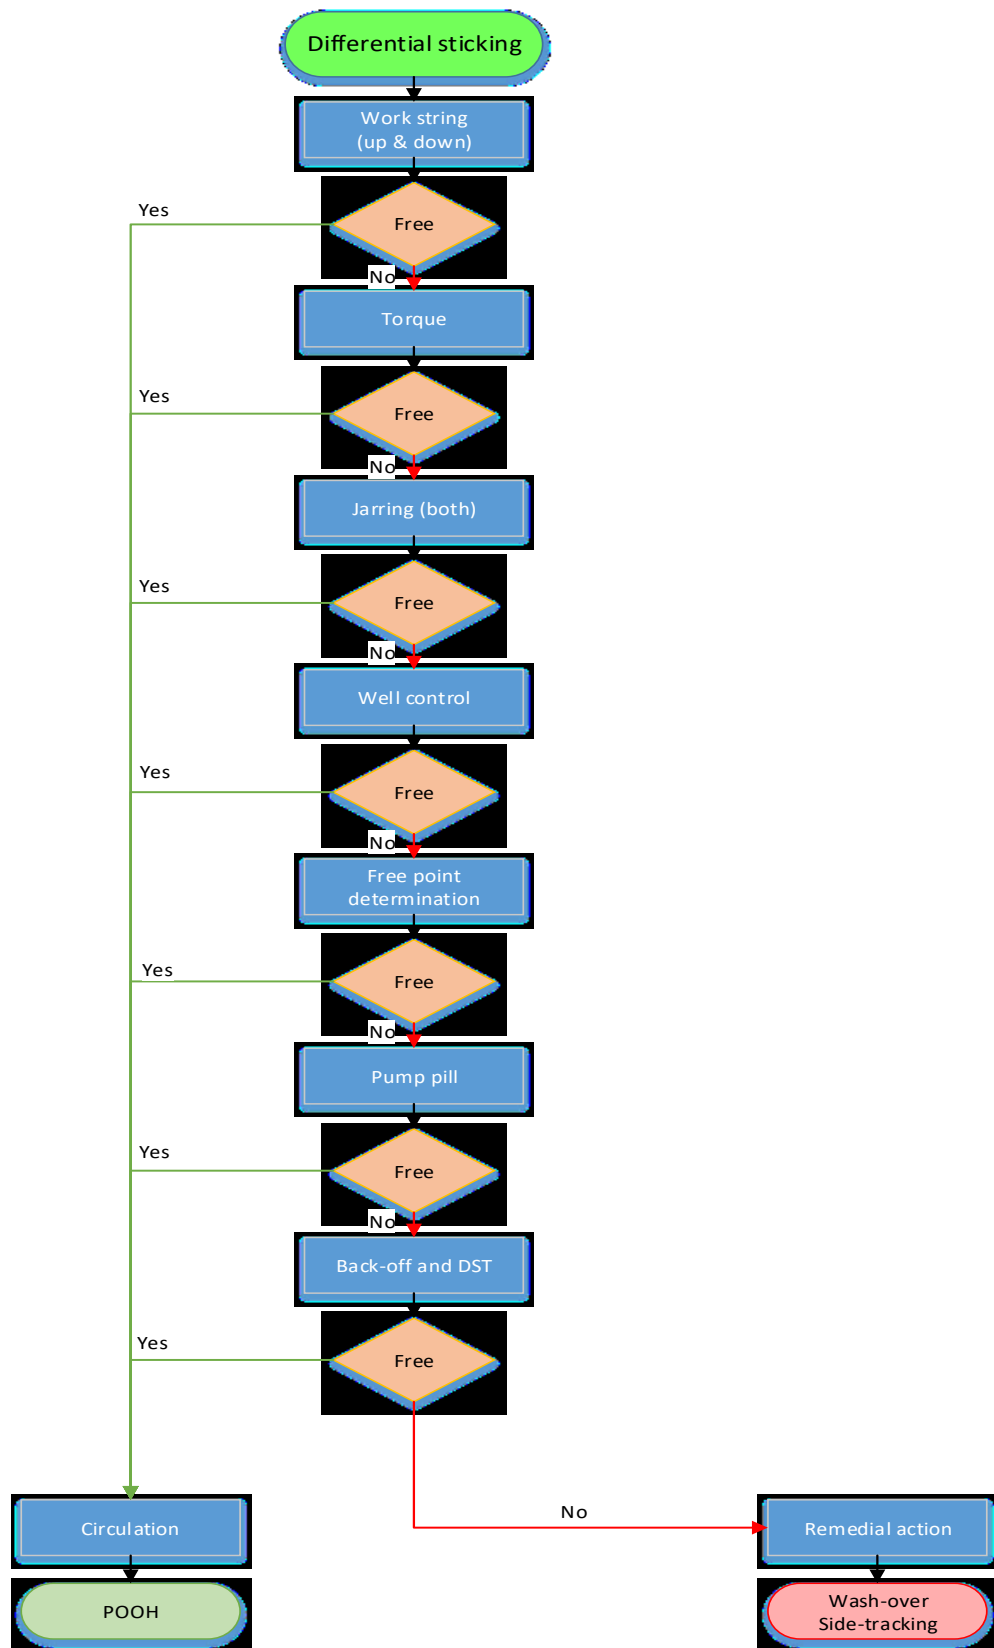 Differential sticking
Work string
(up & down)
Yes
Free
No
Torque
Yes
Free
No
Jarring (both)
Yes
Free
No
Well control
Yes
Free
No
Free point
determination
Yes
Free
No
Pump pill
Yes
Free
No
Back-off and DST
Yes
Free
No
Circulation
Remedial action
POOH
Wash-over
Side-tracking